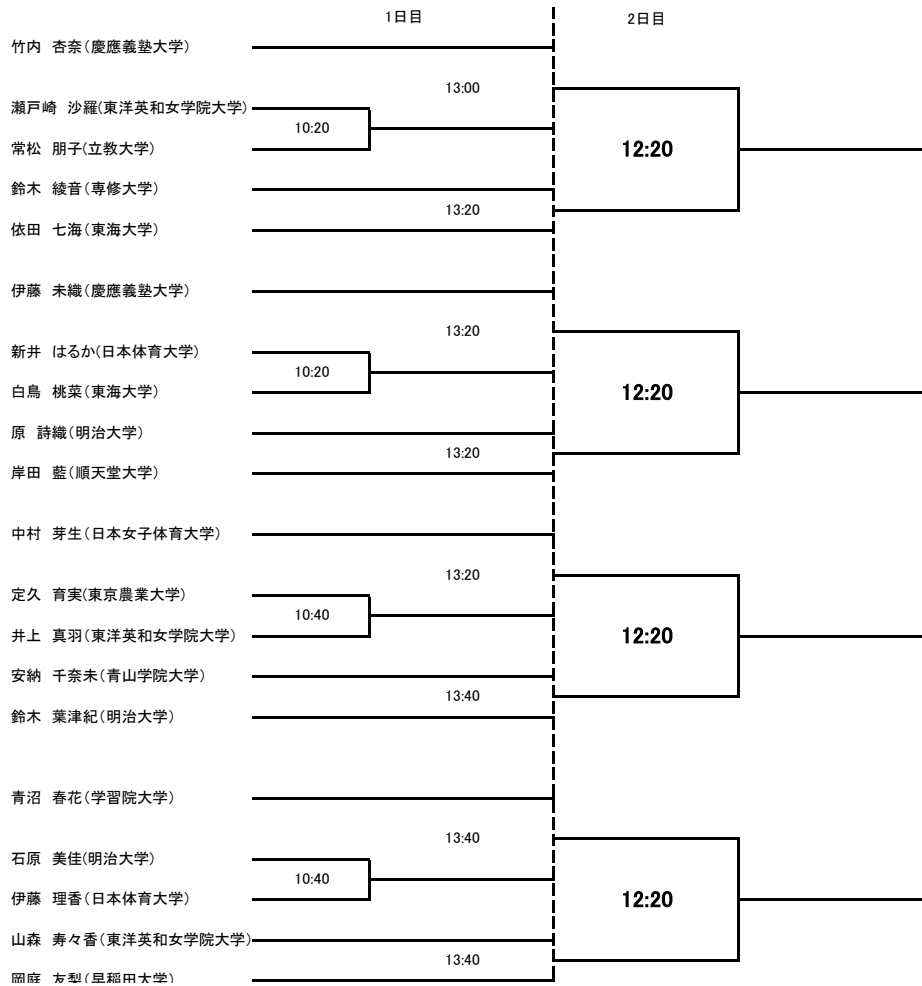 1日目
2日目
竹内 杏奈(慶應義塾大学)
13:00
瀬戸崎 沙羅(東洋英和女学院大学)
10:20
12:20
常松 朋子(立教大学)
鈴木 綾音(専修大学)
13:20
依田 七海(東海大学)
伊藤 未織(慶應義塾大学)
13:20
新井 はるか(日本体育大学)
10:20
12:20
白鳥 桃菜(東海大学)
原 詩織(明治大学)
13:20
岸田 藍(順天堂大学)
中村 芽生(日本女子体育大学)
13:20
定久 育実(東京農業大学)
10:40
12:20
井上 真羽(東洋英和女学院大学)
安納 千奈未(青山学院大学)
13:40
鈴木 葉津紀(明治大学)
青沼 春花(学習院大学)
13:40
石原 美佳(明治大学)
10:40
12:20
伊藤 理香(日本体育大学)
山森 寿々香(東洋英和女学院大学)
13:40
岡庭 友梨(早稲田大学)